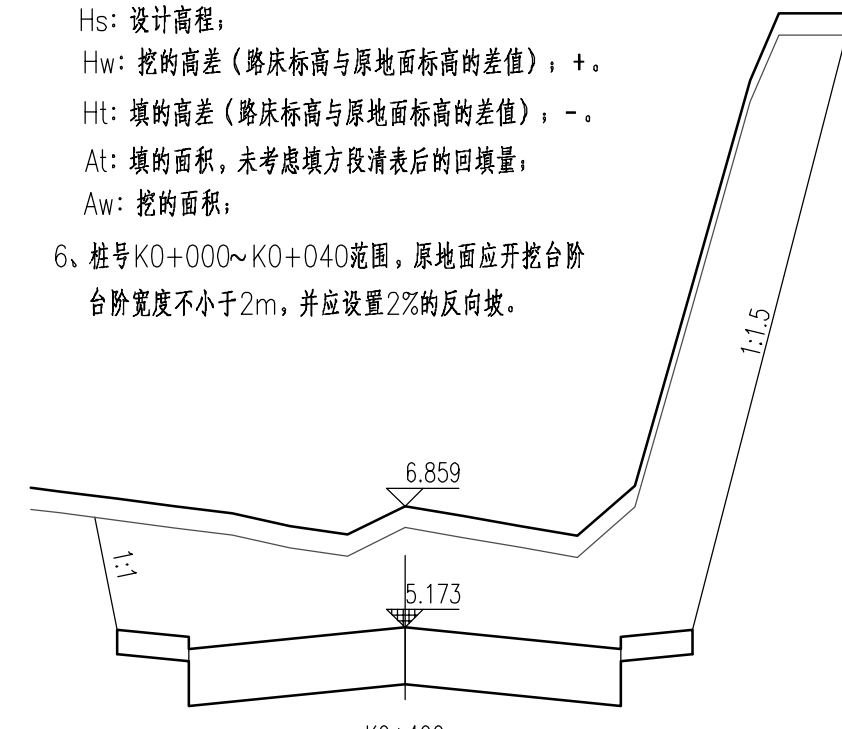 Hs：设计高程；
Hw：挖的高差（路床标高与原地面标高的差值）；+。
Ht：填的高差（路床标高与原地面标高的差值）；-。
At：填的面积，未考虑填方段清表后的回填量；
Aw：挖的面积；
6、桩号K0+000~K0+040范围，原地面应开挖台阶
台阶宽度不小于2m，并应设置2%的反向坡。
1:1.5
6.859
1:1
5.173